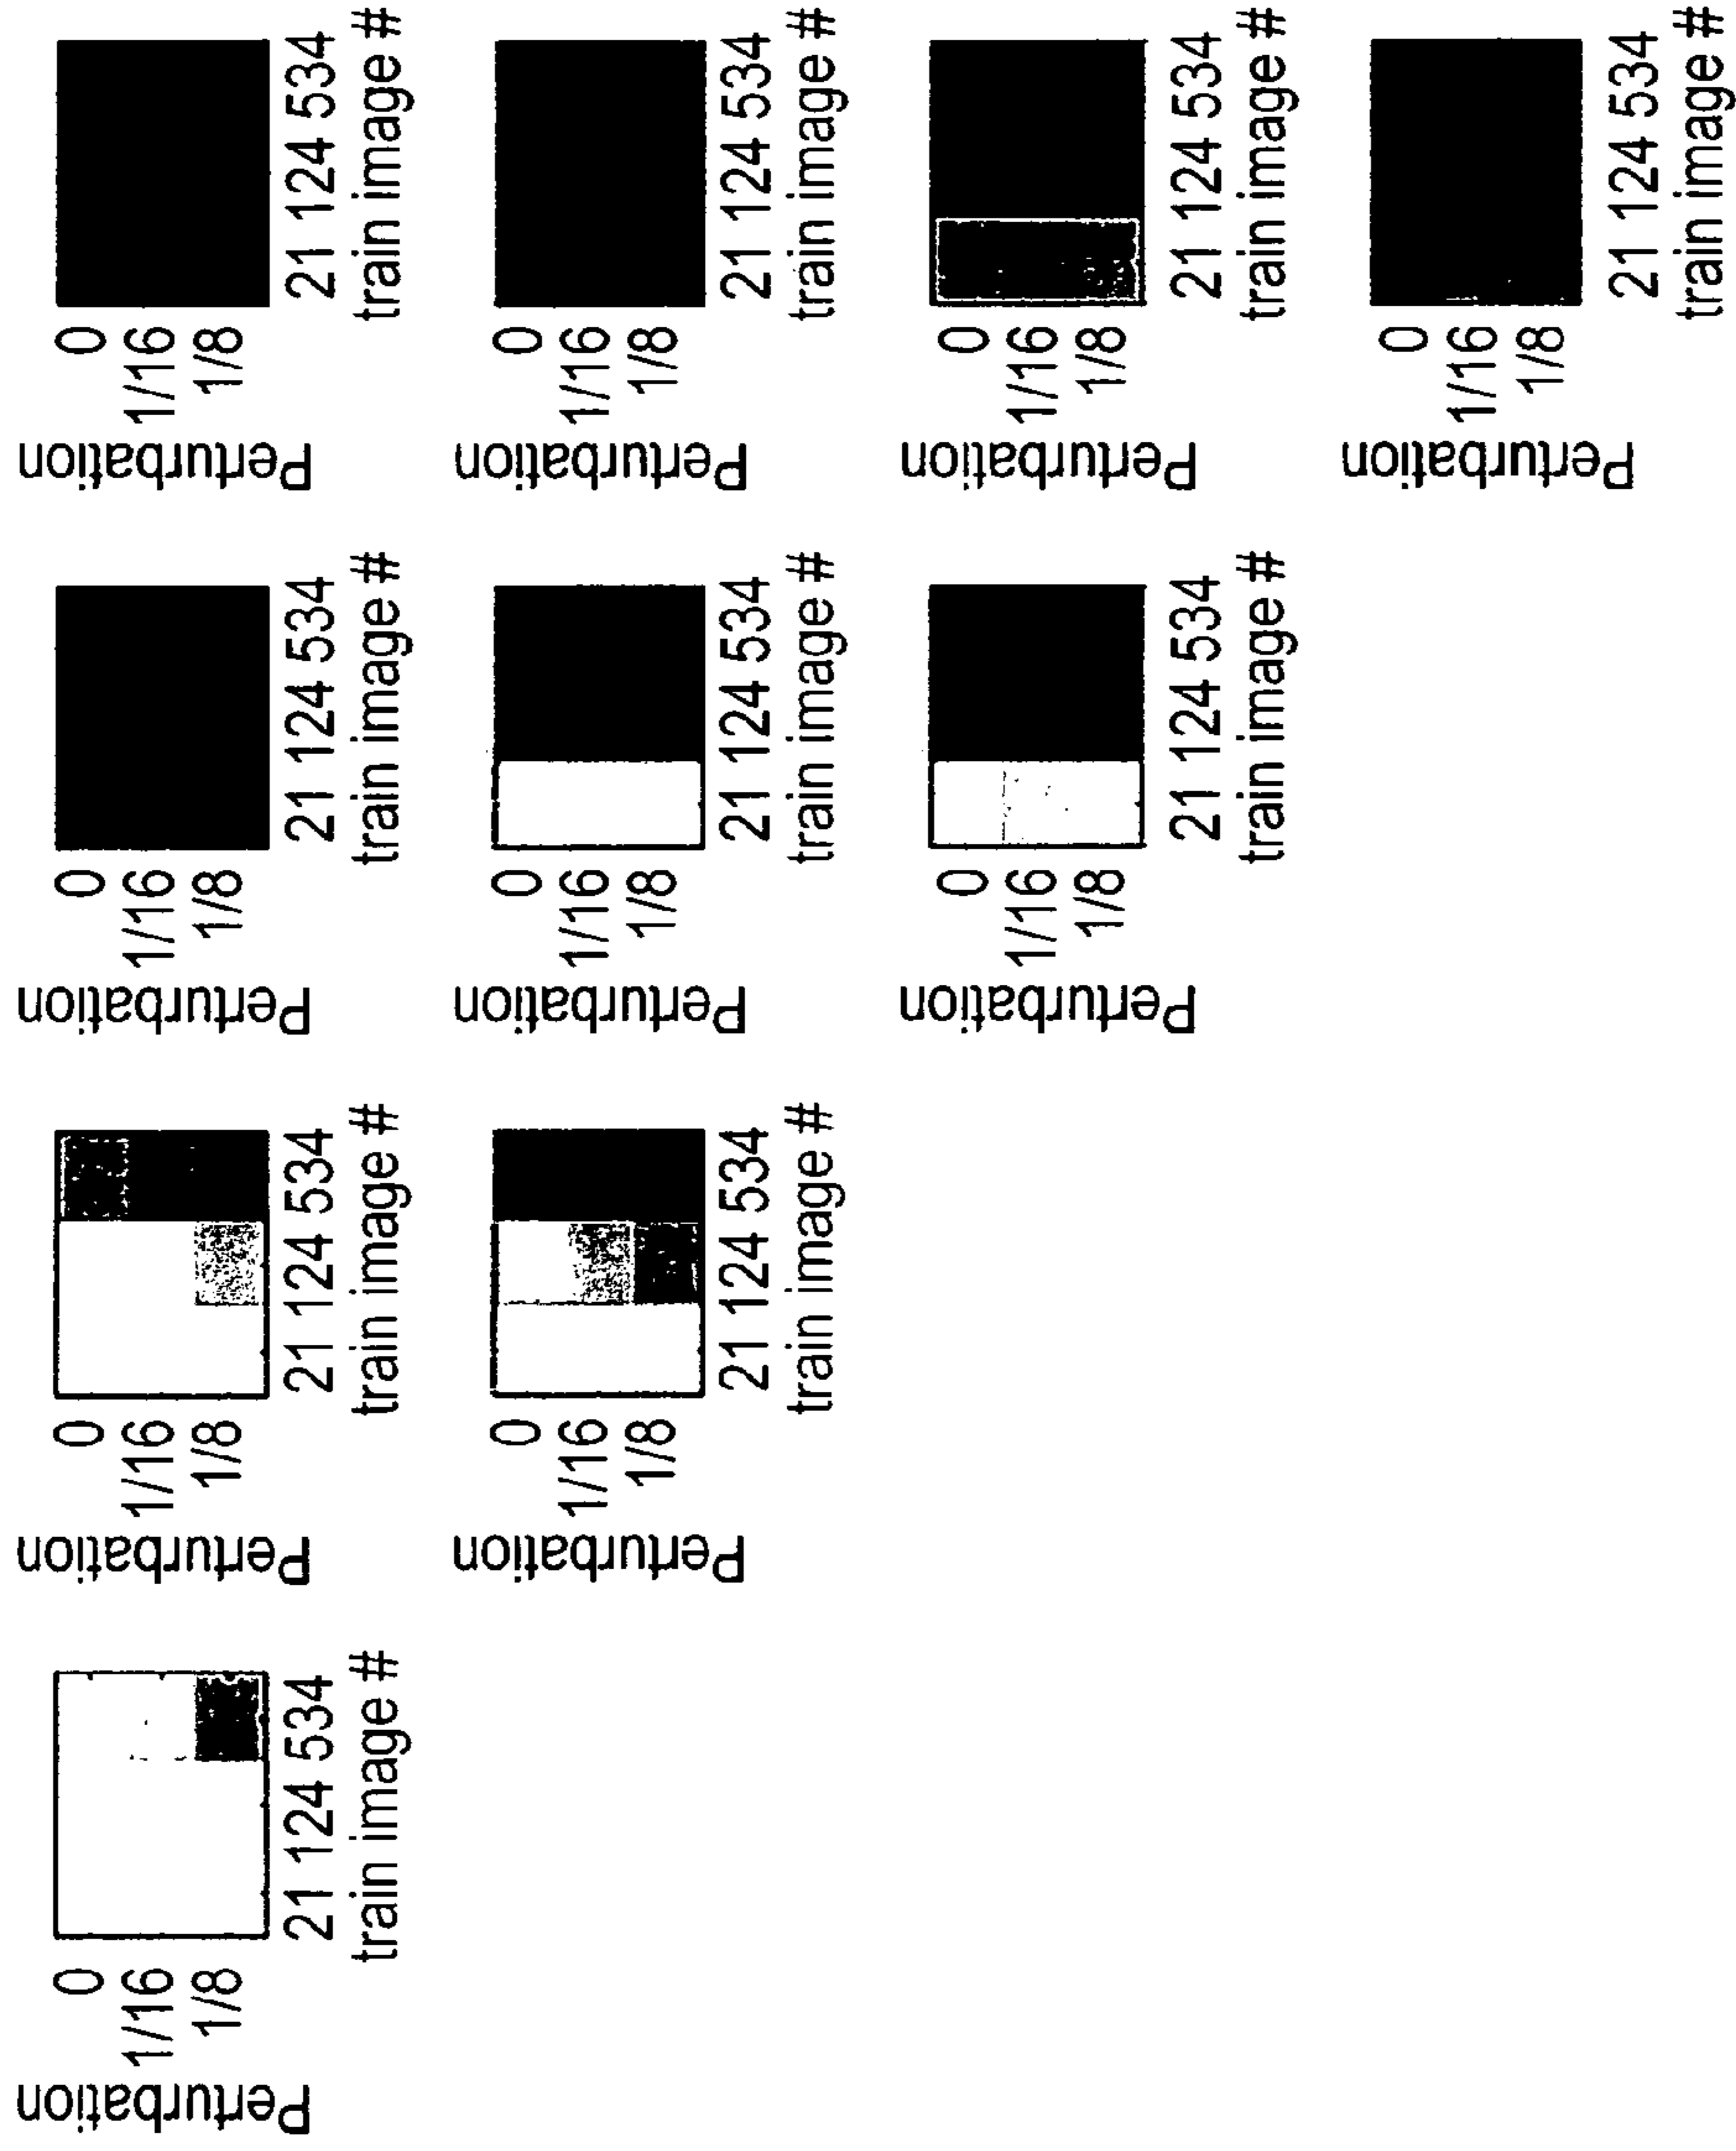 Perturbation
0
1/16
1/8
21 124 534
train image #
Perturbation
0
1/16
1/8
21 124 534
train image #
Perturbation
0
1/16
1/8
21 124 534
train image #
Perturbation
0
1/16
1/8
21 124 534
train image #
Perturbation
0
1/16
1/8
21 124 534
train image #
Perturbation
0
1/16
1/8
21 124 534
train image #
Perturbation
0
1/16
1/8
21 124 534
train image #
Perturbation
0
1/16
1/8
21 124 534
train image #
Perturbation
0
1/16
1/8
21 124 534
train image #
Perturbation
0
1/16
1/8
21 124 534
train image #